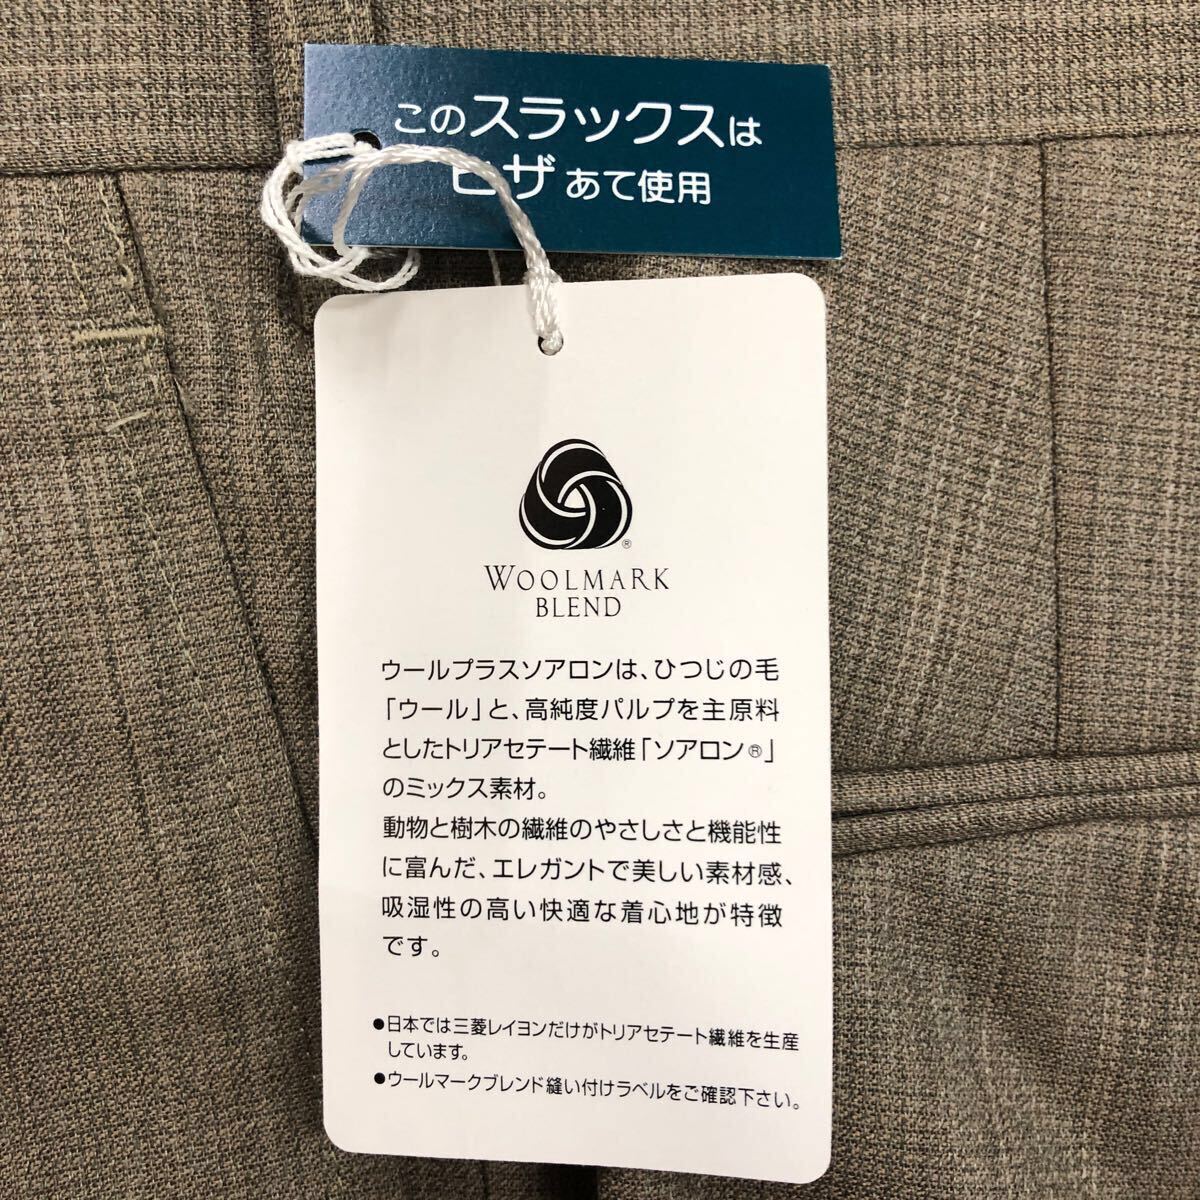 このスラックスは
ヒザあて使用
®
WOOLMARK
BLEND
ウールプラスソアロンは、ひつじの毛
「ウール」と、高純度パルプを主原料
としたトリアセテート繊維「ソアロン®」
のミックス素材。
動物と樹木の繊維のやさしさと機能性
に富んだ、エレガントで美しい素材感、
吸湿性の高い快適な着心地が特徴
です。
●日本では三菱レイヨンだけがトリアセテート繊維を生産
しています。
●ウールマークブレンド縫い付けラベルをご確認下さい。